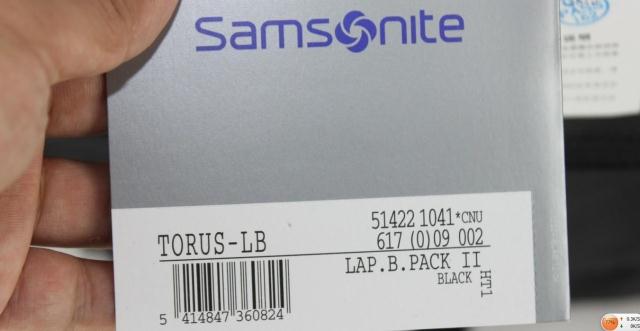 Samsonite
TORUS-LB
51422 1041*CNU
617 (0)09 002
LAP.B.PACK II
BLACK
HT1
5 414847 360824